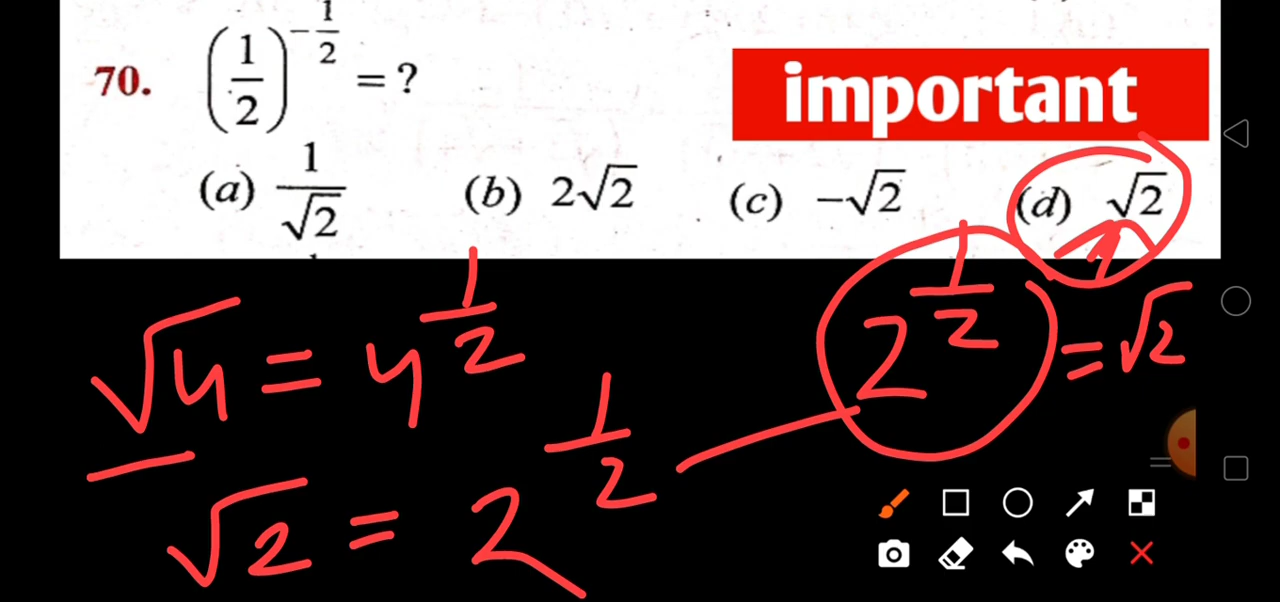 70. (1/2)^(-1/2) = ?
important
(a) 1/√2 (b) 2√2 (c) -√2 (d) √2
√4 = 4^(1/2)
2^(1/2) = √2
√2 = 2^(1/2)